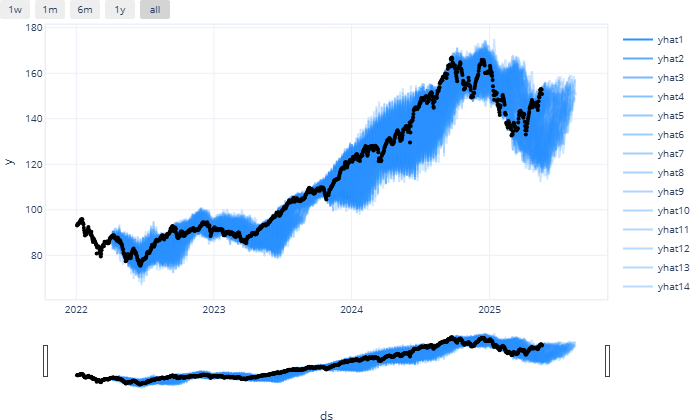 1w 1m 6m 1y all
180
160
140
120
100
80
y
2022 2023 2024 2025
yhat1
yhat2
yhat3
yhat4
yhat5
yhat6
yhat7
yhat8
yhat9
yhat10
yhat11
yhat12
yhat13
yhat14
ds